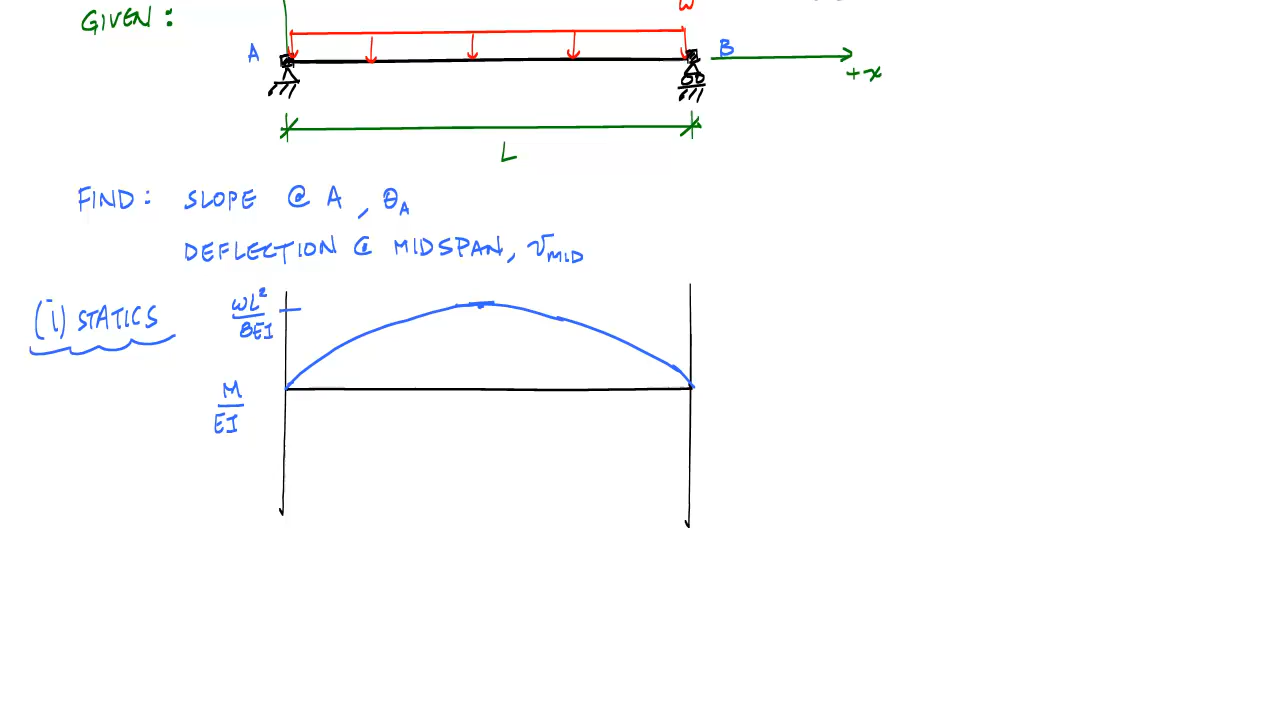 GIVEN:
W
A
B
+x
L
FIND: SLOPE @ A, θA
DEFLECTION @ MIDSPAN, VMID
(i) STATICS
WL²
8EI
M
EI